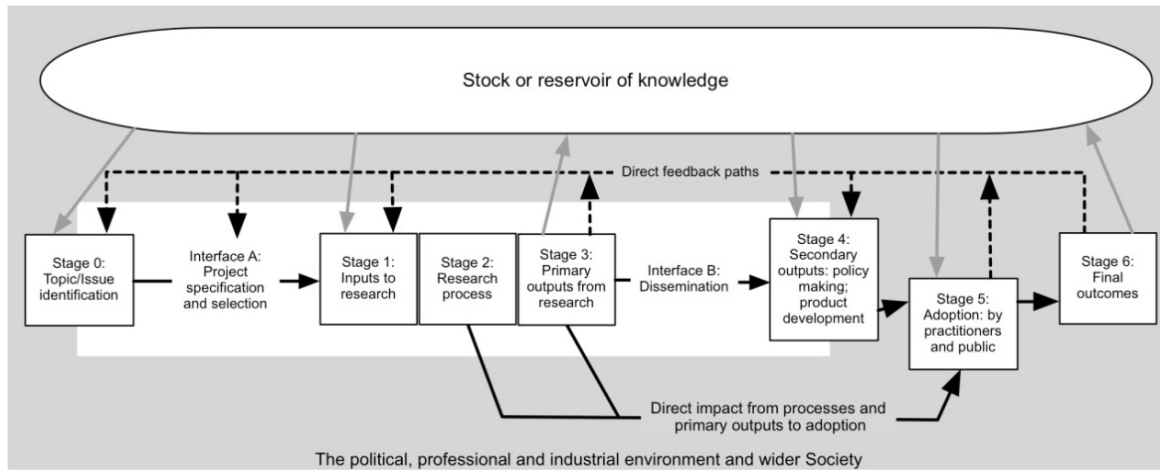 Stock or reservoir of knowledge
Direct feedback paths
Stage 0:
Topic/Issue
identification
Interface A:
Project
specification
and selection
Stage 1:
Inputs to
research
Stage 2:
Research
process
Stage 3:
Primary
outputs from
research
Interface B:
Dissemination
Stage 4:
Secondary
outputs: policy
making;
product
development
Stage 5:
Adoption: by
practitioners
and public
Stage 6:
Final
outcomes
Direct impact from processes and
primary outputs to adoption
The political, professional and industrial environment and wider Society